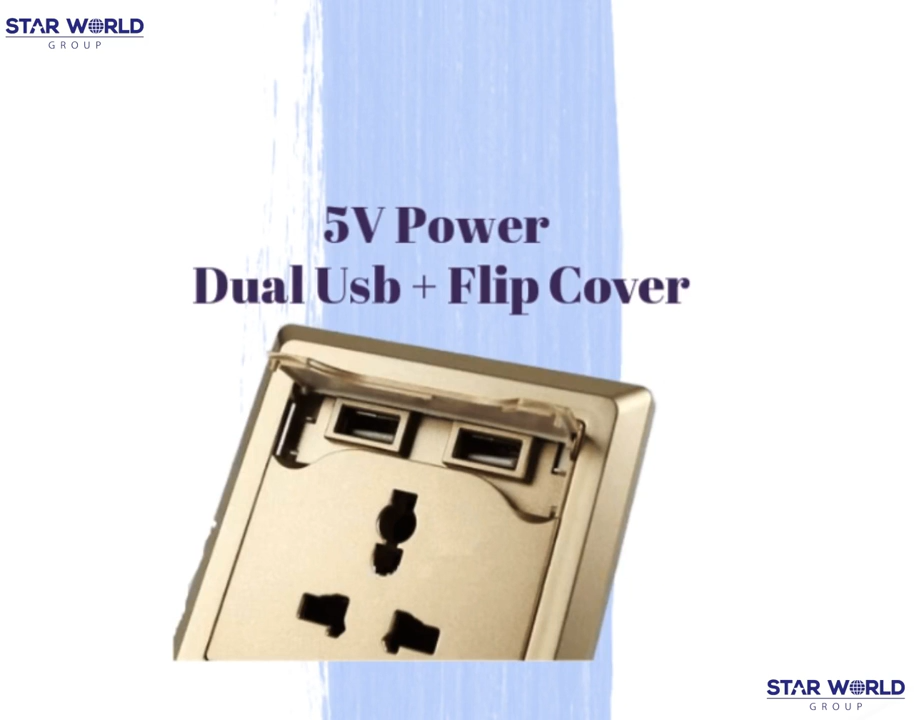 STAR WORLD
GROUP
5V Power
Dual Usb + Flip Cover
STAR WORLD
GROUP